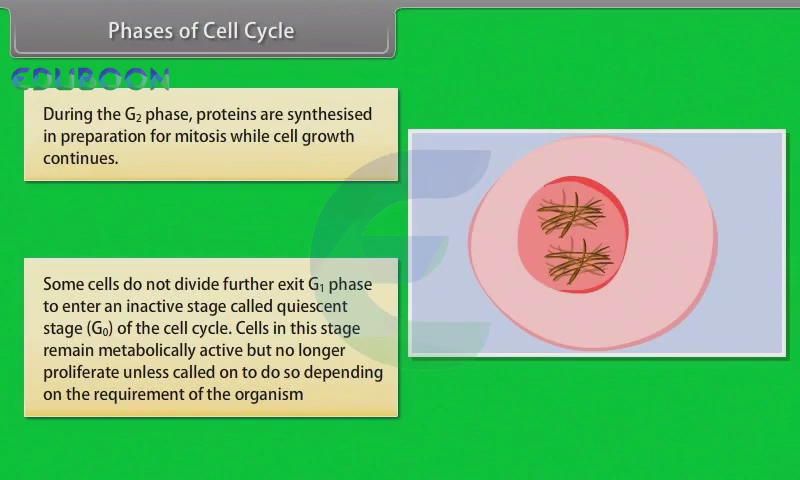 Phases of Cell Cycle
EDUBOON
During the G₂ phase, proteins are synthesised
in preparation for mitosis while cell growth
continues.
Some cells do not divide further exit G₁ phase
to enter an inactive stage called quiescent
stage (G₀) of the cell cycle. Cells in this stage
remain metabolically active but no longer
proliferate unless called on to do so depending
on the requirement of the organism